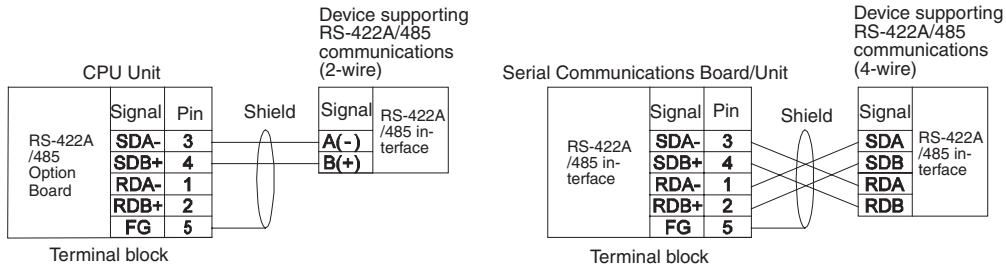 Device supporting
RS-422A/485
communications
(2-wire)
CPU Unit
Signal Pin
Shield
Signal
RS-422A
/485
Option
Board
SDA- 3
SDB+ 4
RDA- 1
RDB+ 2
FG 5
A(-)
B(+)
RS-422A
/485 in-
terface
Terminal block
Device supporting
RS-422A/485
communications
(4-wire)
Serial Communications Board/Unit
Signal Pin
Shield
Signal
RS-422A
/485 in-
terface
SDA- 3
SDB+ 4
RDA- 1
RDB+ 2
FG 5
SDA
SDB
RDA
RDB
RS-422A
/485 in-
terface
Terminal block